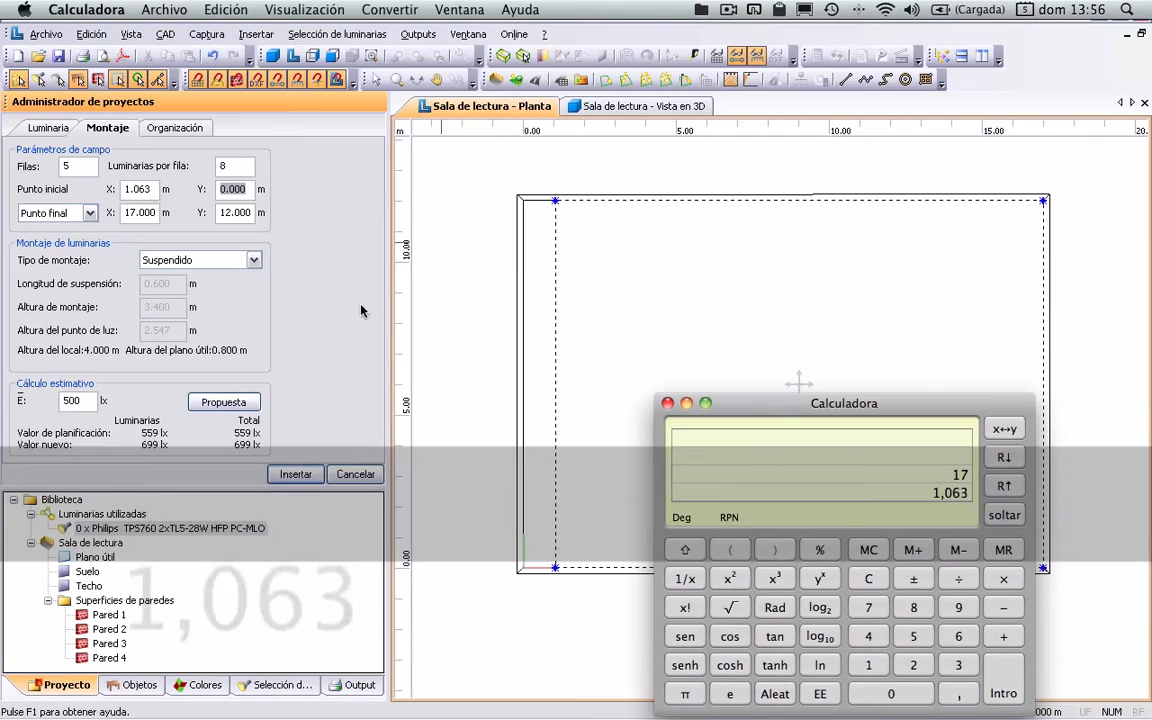 Calculadora Archivo Edición Visualización Convertir Ventana Ayuda (Cargada) 5 dom 13:56
Archivo Edición Vista CAD Captura Insertar Selección de luminarias Outputs Ventana Online ?
Administrador de proyectos
Luminaria Montaje Organización
Parámetros de campo
Filas: 5 Luminarias por fila: 8
Punto inicial X: 1.063 m Y: 0.000 m
Punto final X: 17.000 m Y: 12.000 m
Montaje de luminarias
Tipo de montaje: Suspendido
Longitud de suspensión: 0.600 m
Altura de montaje: 3.400 m
Altura del punto de luz: 2.547 m
Altura del local:4.000 m Altura del plano útil:0.800 m
Cálculo estimativo
E: 500 lx Propuesta
Luminarias Total
Valor de planificación: 559 lx 559 lx
Valor nuevo: 699 lx 699 lx
Insertar Cancelar
Biblioteca
Luminarias utilizadas
0 x Philips TPS760 2xTL5-28W HFP PC-MLO
Sala de lectura
Plano útil
Suelo
Techo
Superficies de paredes
Pared 1
Pared 2
Pared 3
Pared 4
1,063
Proyecto Objetos Colores Selección d... Output
Pulse F1 para obtener ayuda.
Sala de lectura - Planta Sala de lectura - Vista en 3D
m 0.00 5.00 10.00 15.00 20.
10.00
5.00
0.00
Calculadora
17
1,063
Deg RPN
x↔y
R↓
R↑
soltar
⇧ ( ) % MC M+ M− MR
1/x x² x³ yˣ C ± ÷ ×
x! √ Rad log₂ 7 8 9 −
sen cos tan log₁₀ 4 5 6 +
senh cosh tanh ln 1 2 3
π e Aleat EE 0 , Intro
000 m UF NUM RF